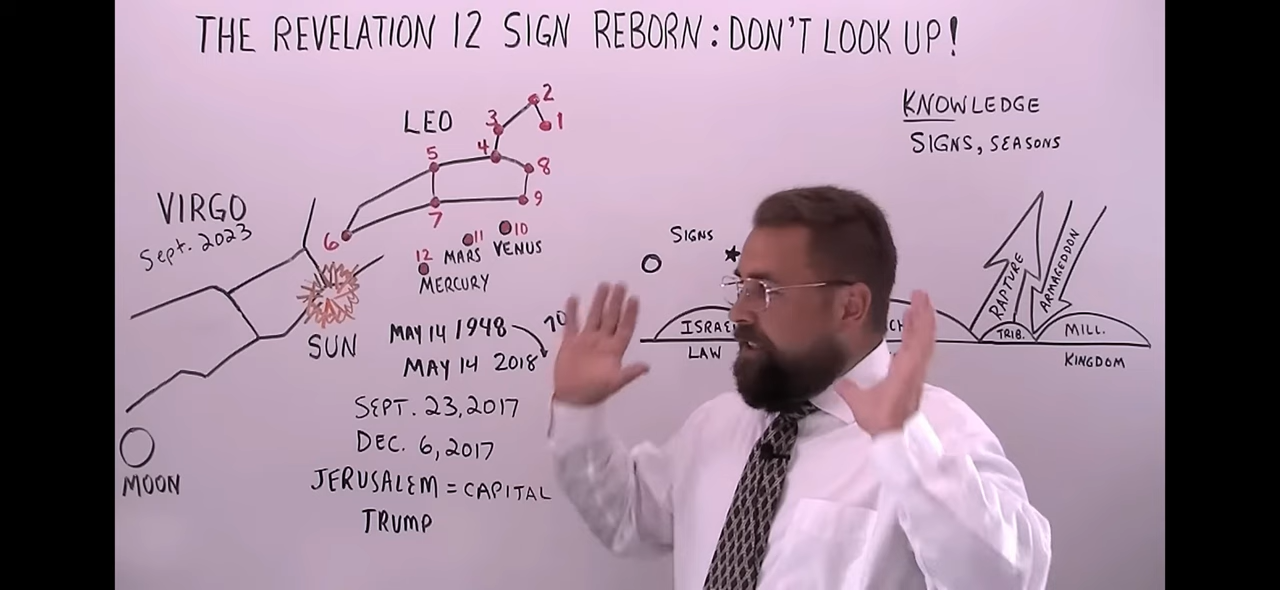 THE REVELATION 12 SIGN REBORN: DON'T LOOK UP!
KNOWLEDGE
SIGNS, SEASONS
LEO
1
2
3
4
5
6
7
8
9
10
11
12
VENUS
MARS
MERCURY
VIRGO
Sept. 2023
SUN
MOON
MAY 14 1948
MAY 14 2018
SEPT. 23, 2017
DEC. 6, 2017
JERUSALEM = CAPITAL
TRUMP
SIGNS
LAW
RAPTURE
ARMAGEDDON
TRIB.
MILL.
KINGDOM